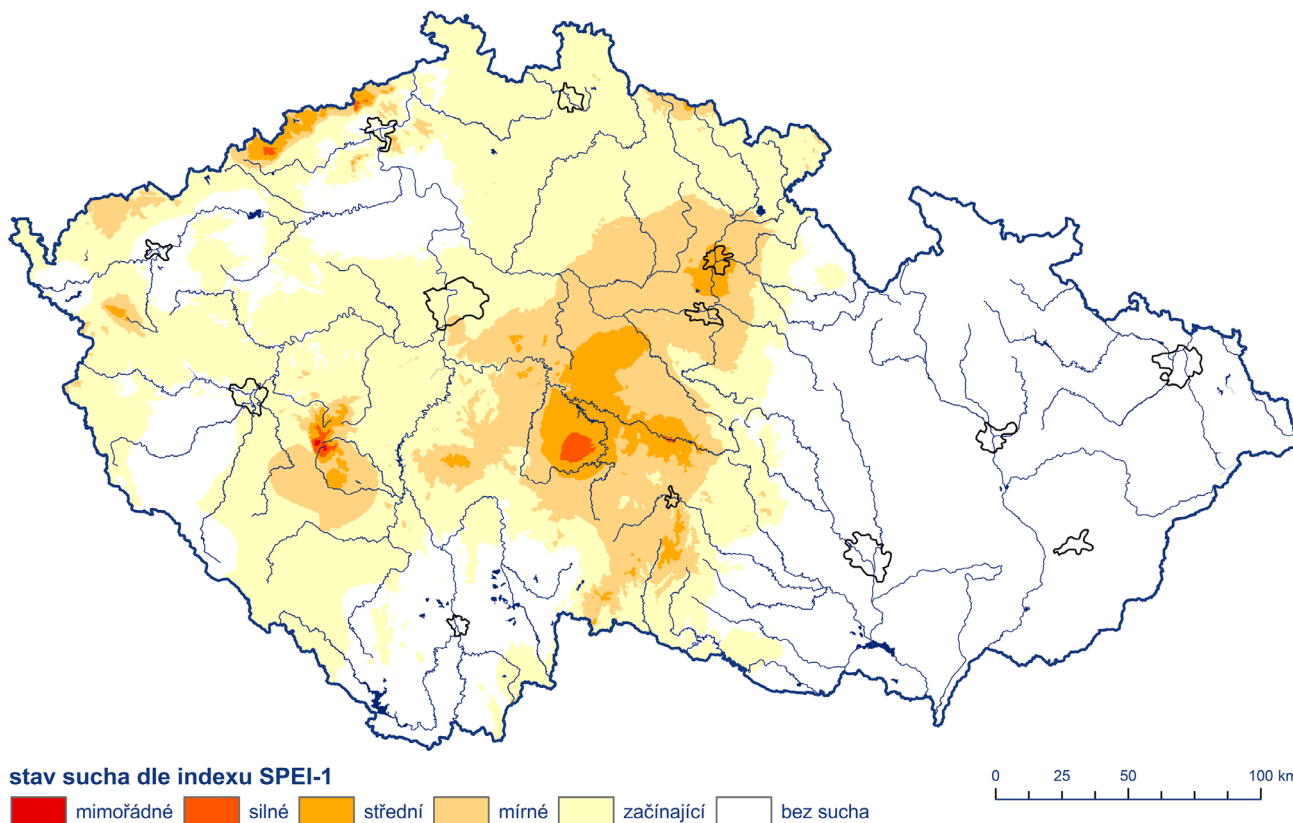 stav sucha dle indexu SPEI-1
0 25 50 100 km
mimořádné silné střední mírné začínající bez sucha